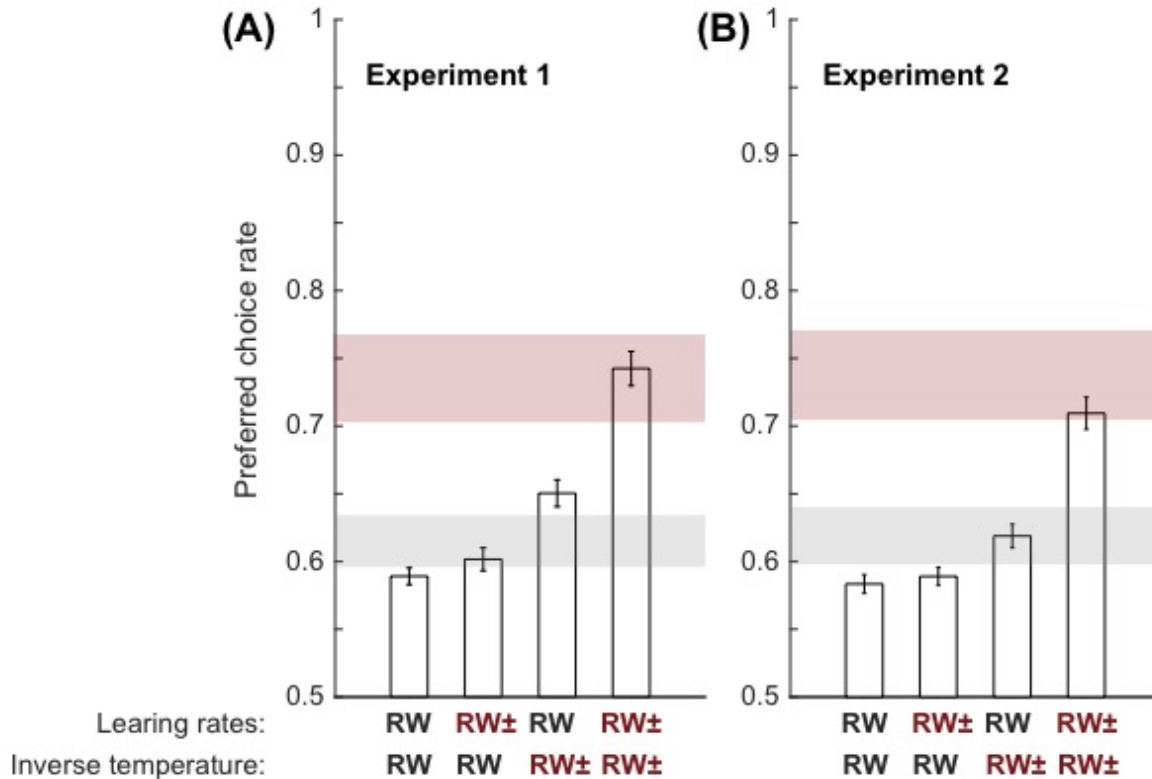 (A)
Experiment 1
Preferred choice rate
1
0.9
0.8
0.7
0.6
0.5
(B)
Experiment 2
1
0.9
0.8
0.7
0.6
0.5
Learing rates: RW RW± RW RW± RW RW± RW RW±
Inverse temperature: RW RW RW± RW± RW RW RW± RW±